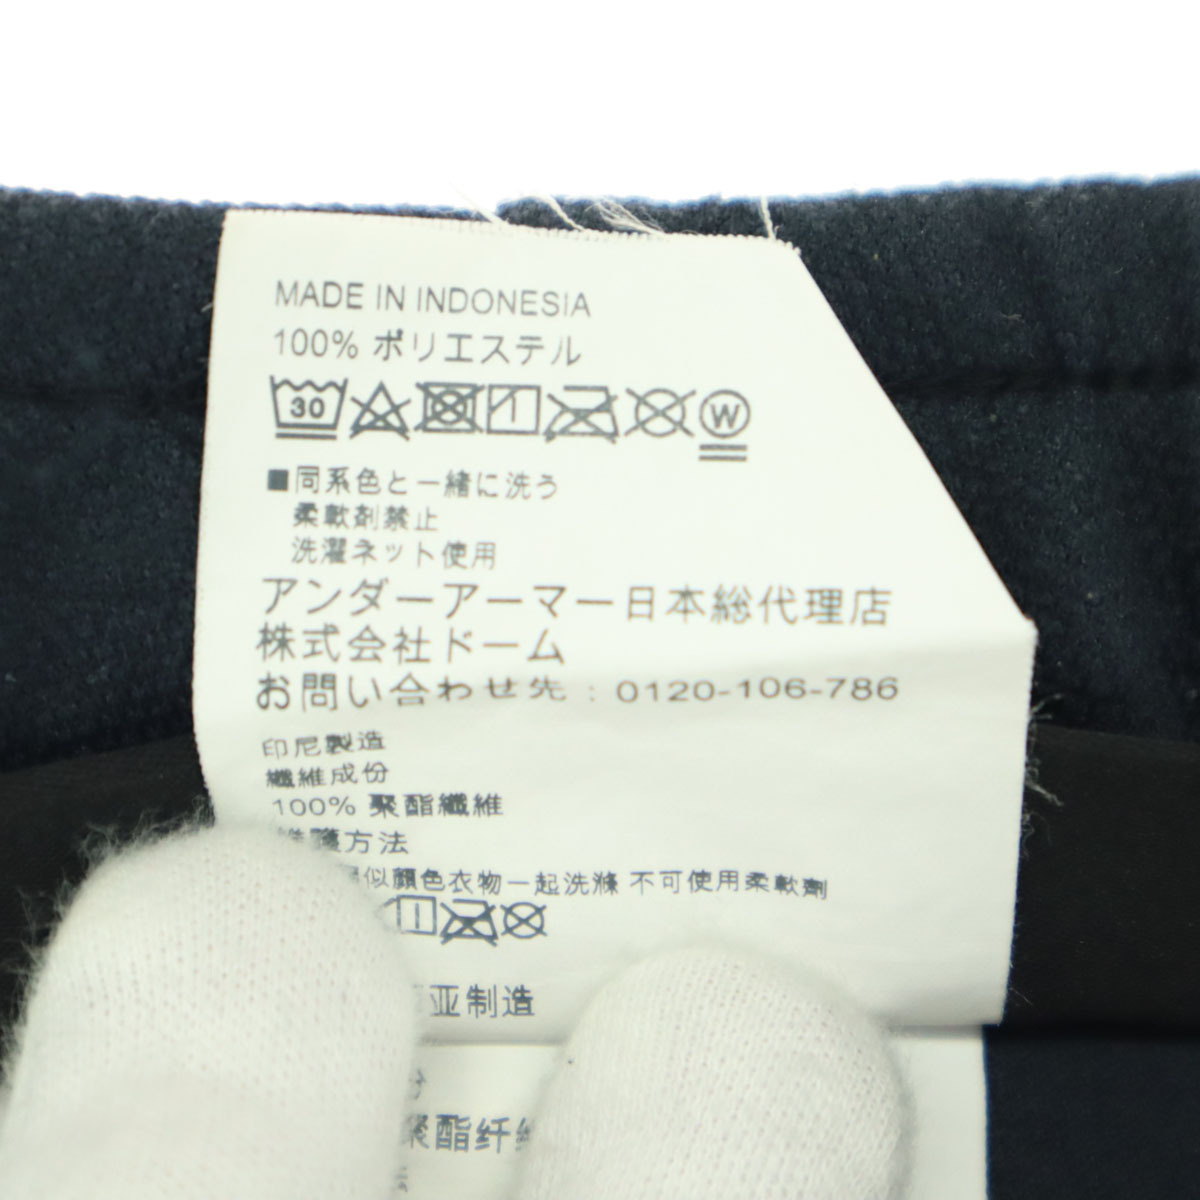 MADE IN INDONESIA
100% ポリエステル
30
W
■同系色と一緒に洗う
柔軟剤禁止
洗濯ネット使用
アンダーアーマー日本総代理店
株式会社ドーム
お問い合わせ先 : 0120-106-786
印尼製造
纖維成份
100% 聚酯纖維
方法
似顏色衣物一起洗滌 不可使用柔軟劑
亚制造
聚酯纤